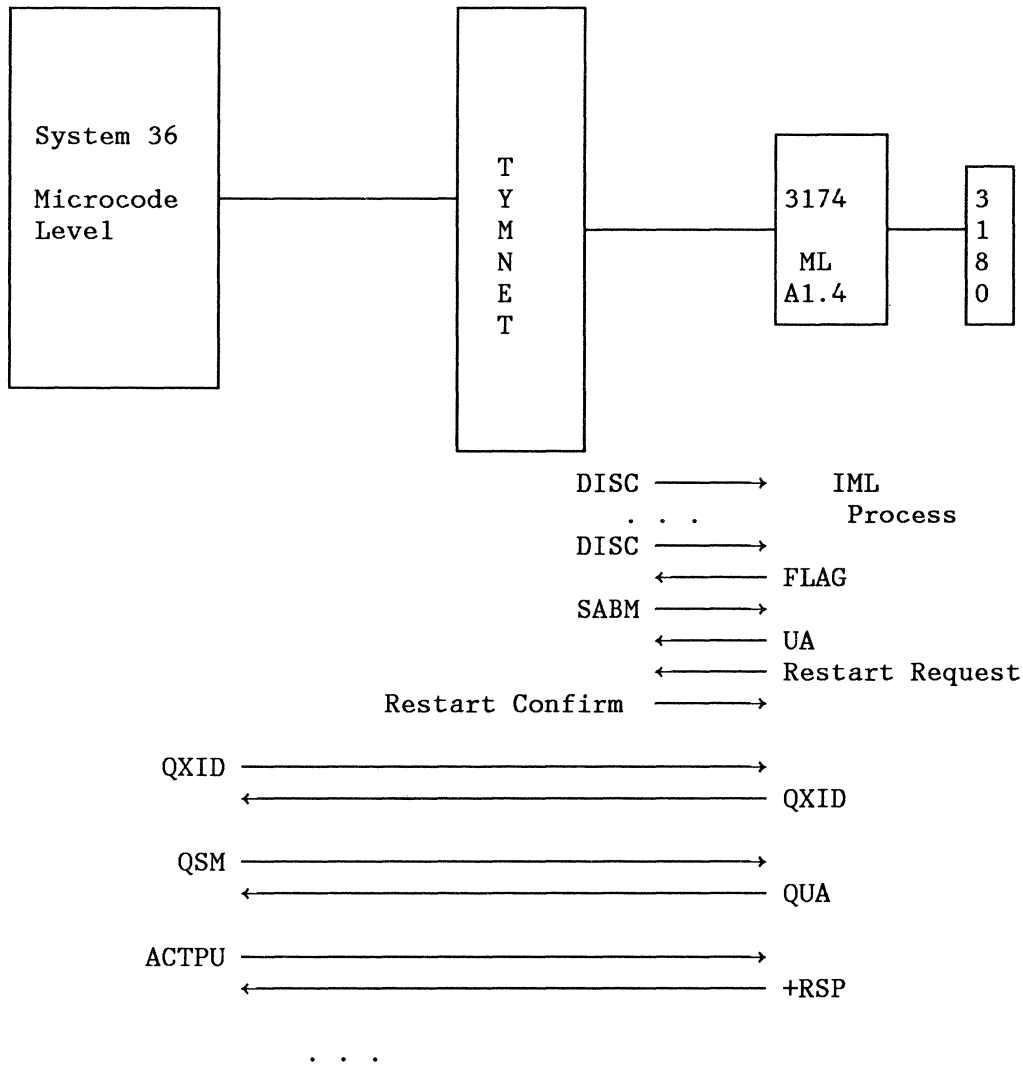 System 36
Microcode
Level
T
Y
M
N
E
T
3174
ML
A1.4
3
1
8
0
DISC IML
. . . Process
DISC
FLAG
SABM
UA
Restart Request
Restart Confirm
QXID
QXID
QSM
QUA
ACTPU
+RSP
. . .